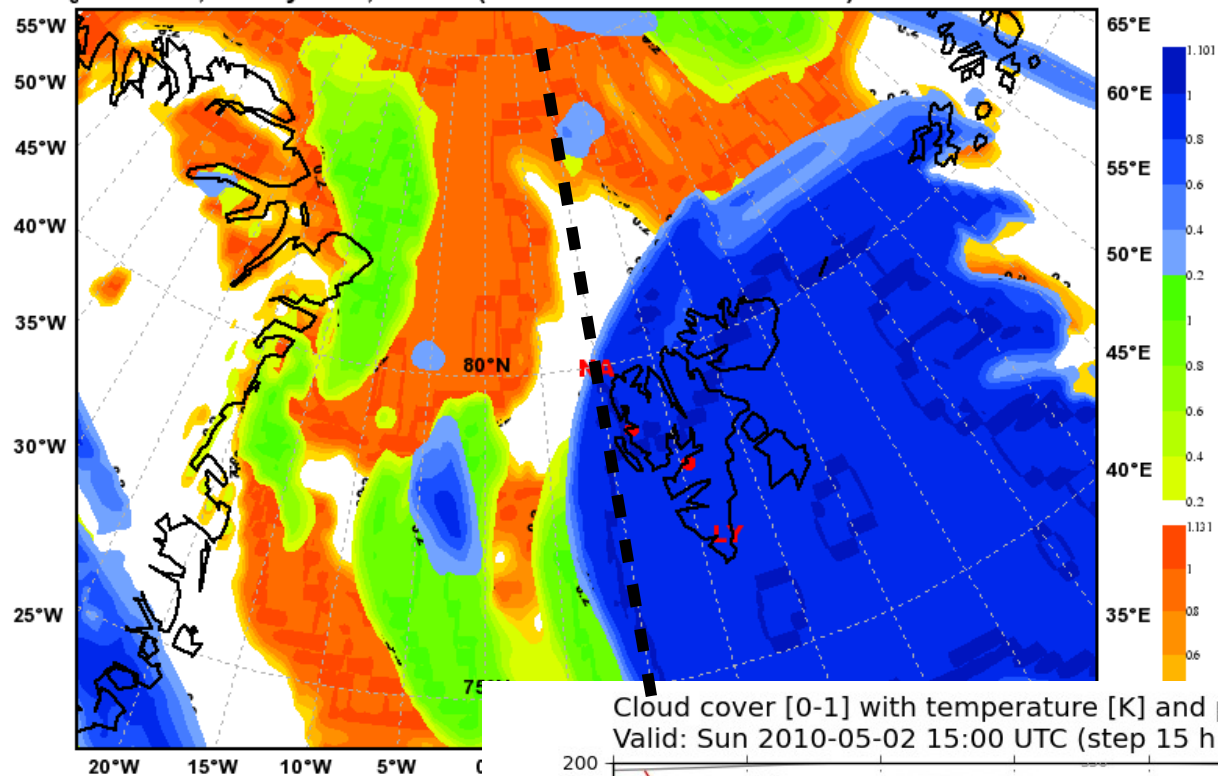 55°W
50°W
45°W
40°W
35°W
30°W
25°W
20°W 15°W 10°W 5°W
65°E
60°E
55°E
50°E
45°E
40°E
35°E
80°N
NA
LY
1.101
1
0.8
0.6
0.4
0.2
1
0.8
0.6
0.4
0.2
1.131
1
0.8
0.6
Cloud cover [0-1] with temperature [K] and
Valid: Sun 2010-05-02 15:00 UTC (step 15 h
200